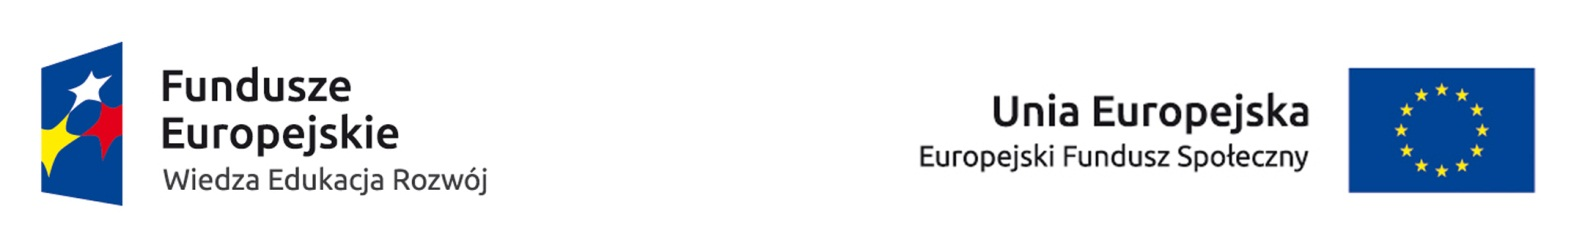 Fundusze
Europejskie
Wiedza Edukacja Rozwój
Unia Europejska
Europejski Fundusz Społeczny